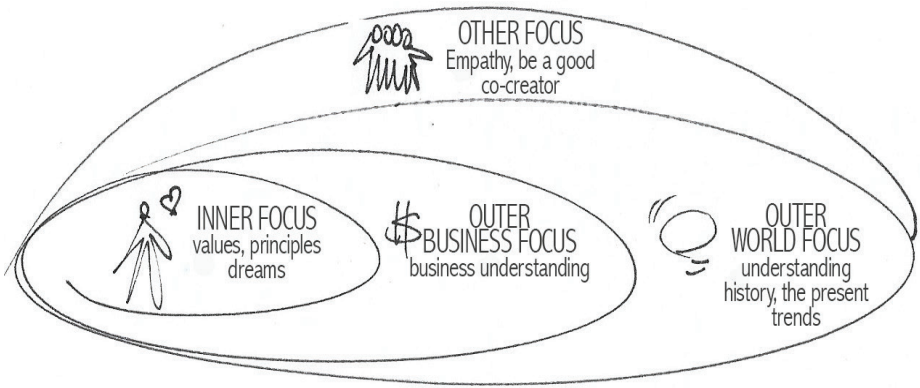 OTHER FOCUS
Empathy, be a good
co-creator
INNER FOCUS
values, principles
dreams
$
OUTER
BUSINESS FOCUS
business understanding
OUTER
WORLD FOCUS
understanding
history, the present
trends